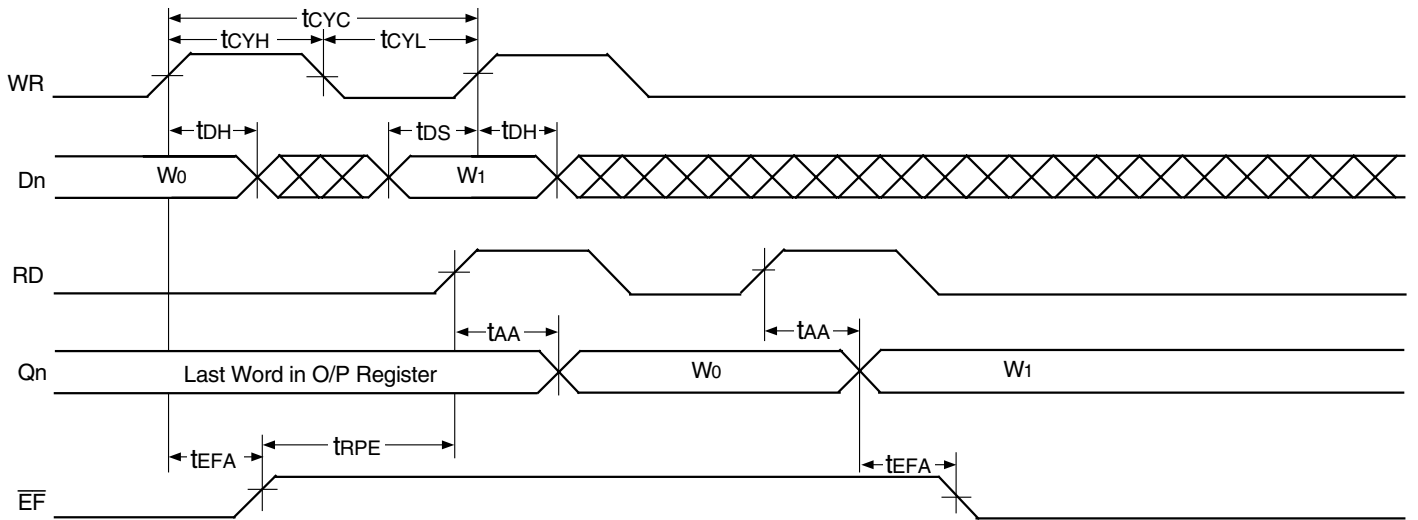 tCYC
tCYH tCYL
WR
tDH tDS tDH
Dn W0 W1
RD
tAA tAA
Qn Last Word in O/P Register W0 W1
tRPE
tEFA tEFA
EF